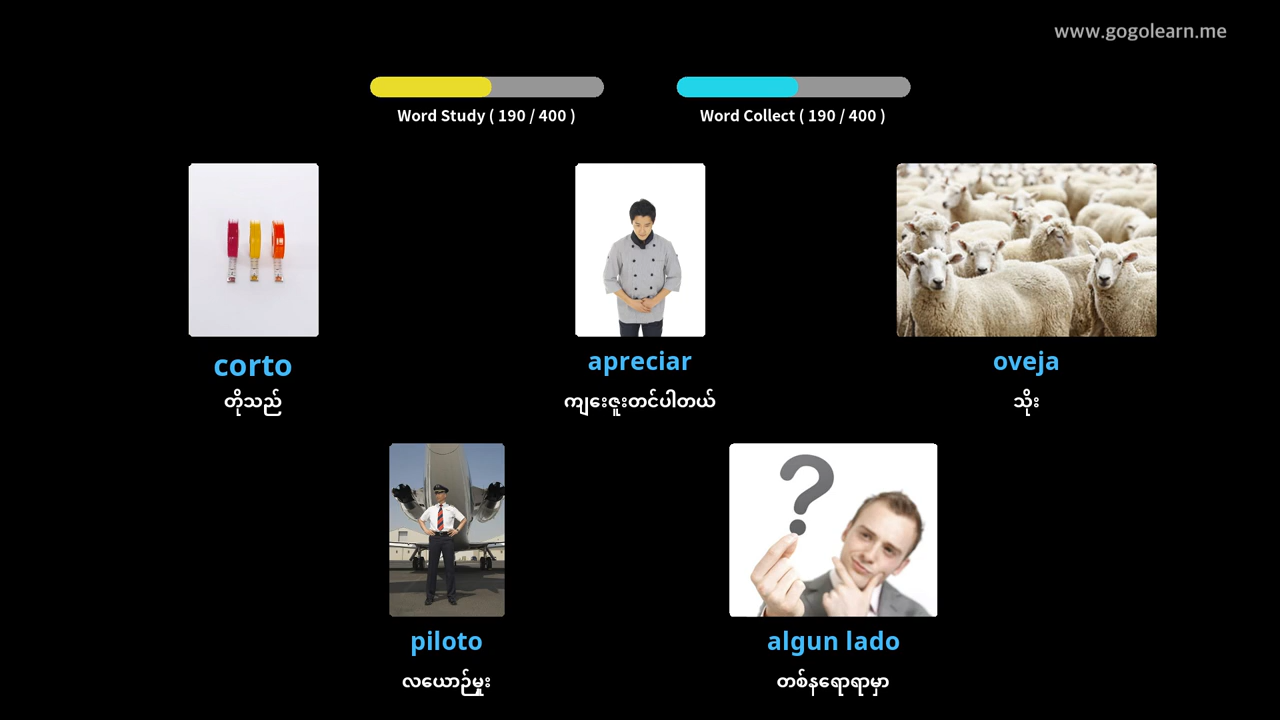 www.gogolearn.me
Word Study ( 190 / 400 )
Word Collect ( 190 / 400 )
corto
apreciar
oveja
တိုသည်
ကျးေဇူးတင်ပါတယ်
သိုး
piloto
algun lado
လယောဉ်မှူး
တစ်နရောရာမှာ